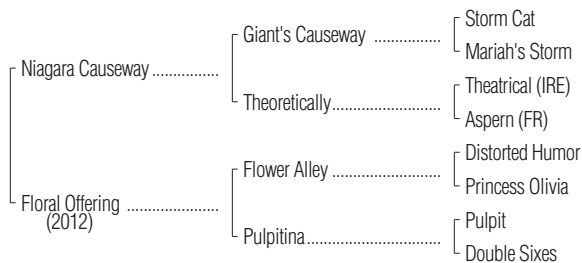 Storm Cat
Giant's Causeway ..................
Mariah's Storm
Niagara Causeway ...............
Theatrical (IRE)
Theoretically ........................
Aspern (FR)
Distorted Humor
Flower Alley ........................
Princess Olivia
Floral Offering .....................
(2012)
Pulpit
Pulpitina ..............................
Double Sixes